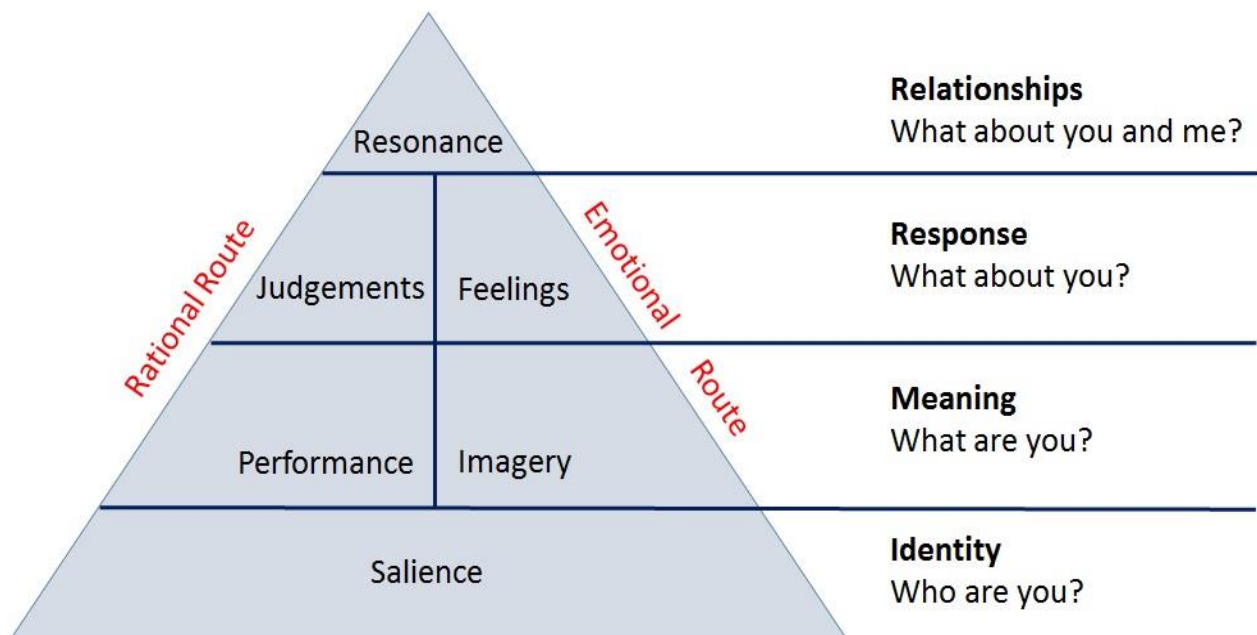 Resonance
Relationships
What about you and me?
Rational Route
Emotional Route
Judgements
Feelings
Response
What about you?
Performance
Imagery
Meaning
What are you?
Salience
Identity
Who are you?